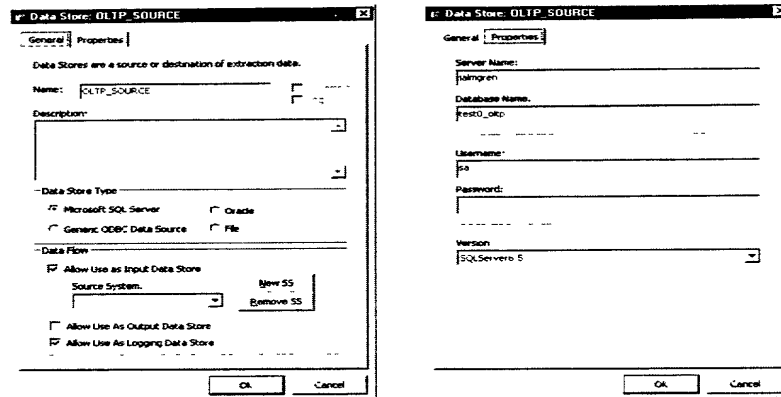 Data Store: OLTP_SOURCE
General Properties
Data Stores are a source or destination of extraction data.
Name: OLTP_SOURCE
Description:
Data Store Type
Microsoft SQL Server
Oracle
Generic ODBC Data Source
File
Data Flow
Allow Use as Input Data Store
Source System.
New SS
Remove SS
Allow Use As Output Data Store
Allow Use As Logging Data Store
Ok Cancel
Data Store: OLTP_SOURCE
General Properties
Server Name:
Database Name.
test0_oltp
Username:
sa
Password:
Version
SQLServer6 5
Ok Cancel